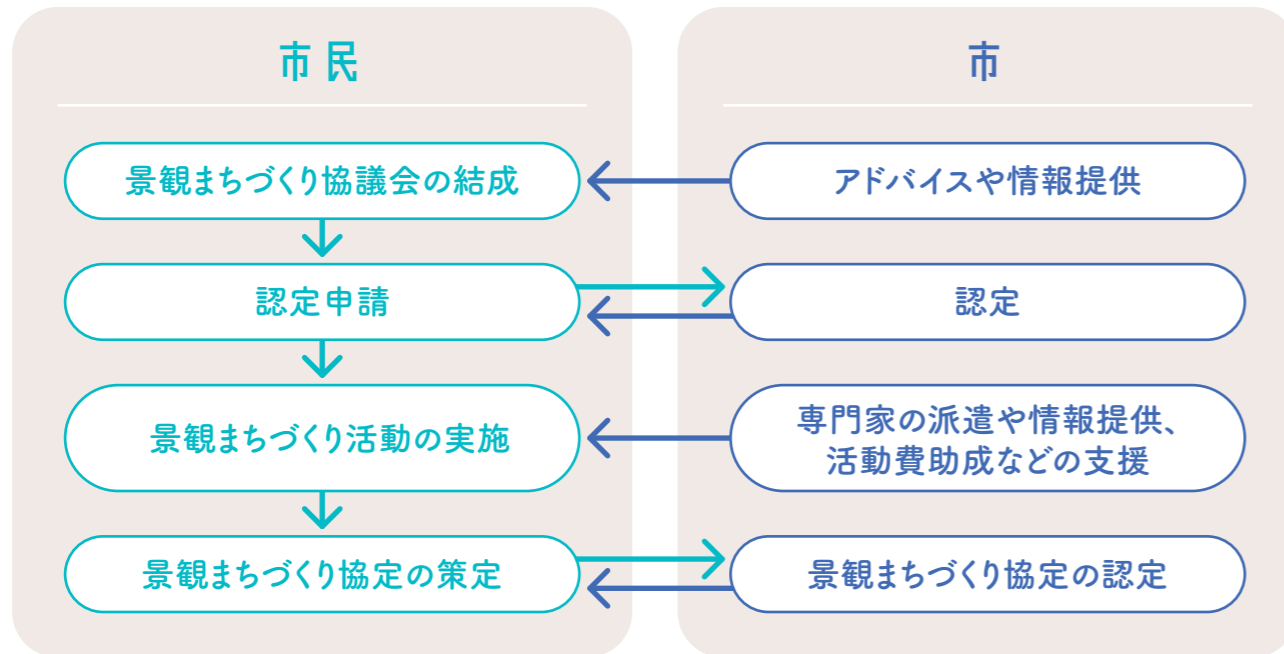 市民
景観まちづくり協議会の結成
認定申請
景観まちづくり活動の実施
景観まちづくり協定の策定
市
アドバイスや情報提供
認定
専門家の派遣や情報提供、
活動費助成などの支援
景観まちづくり協定の認定